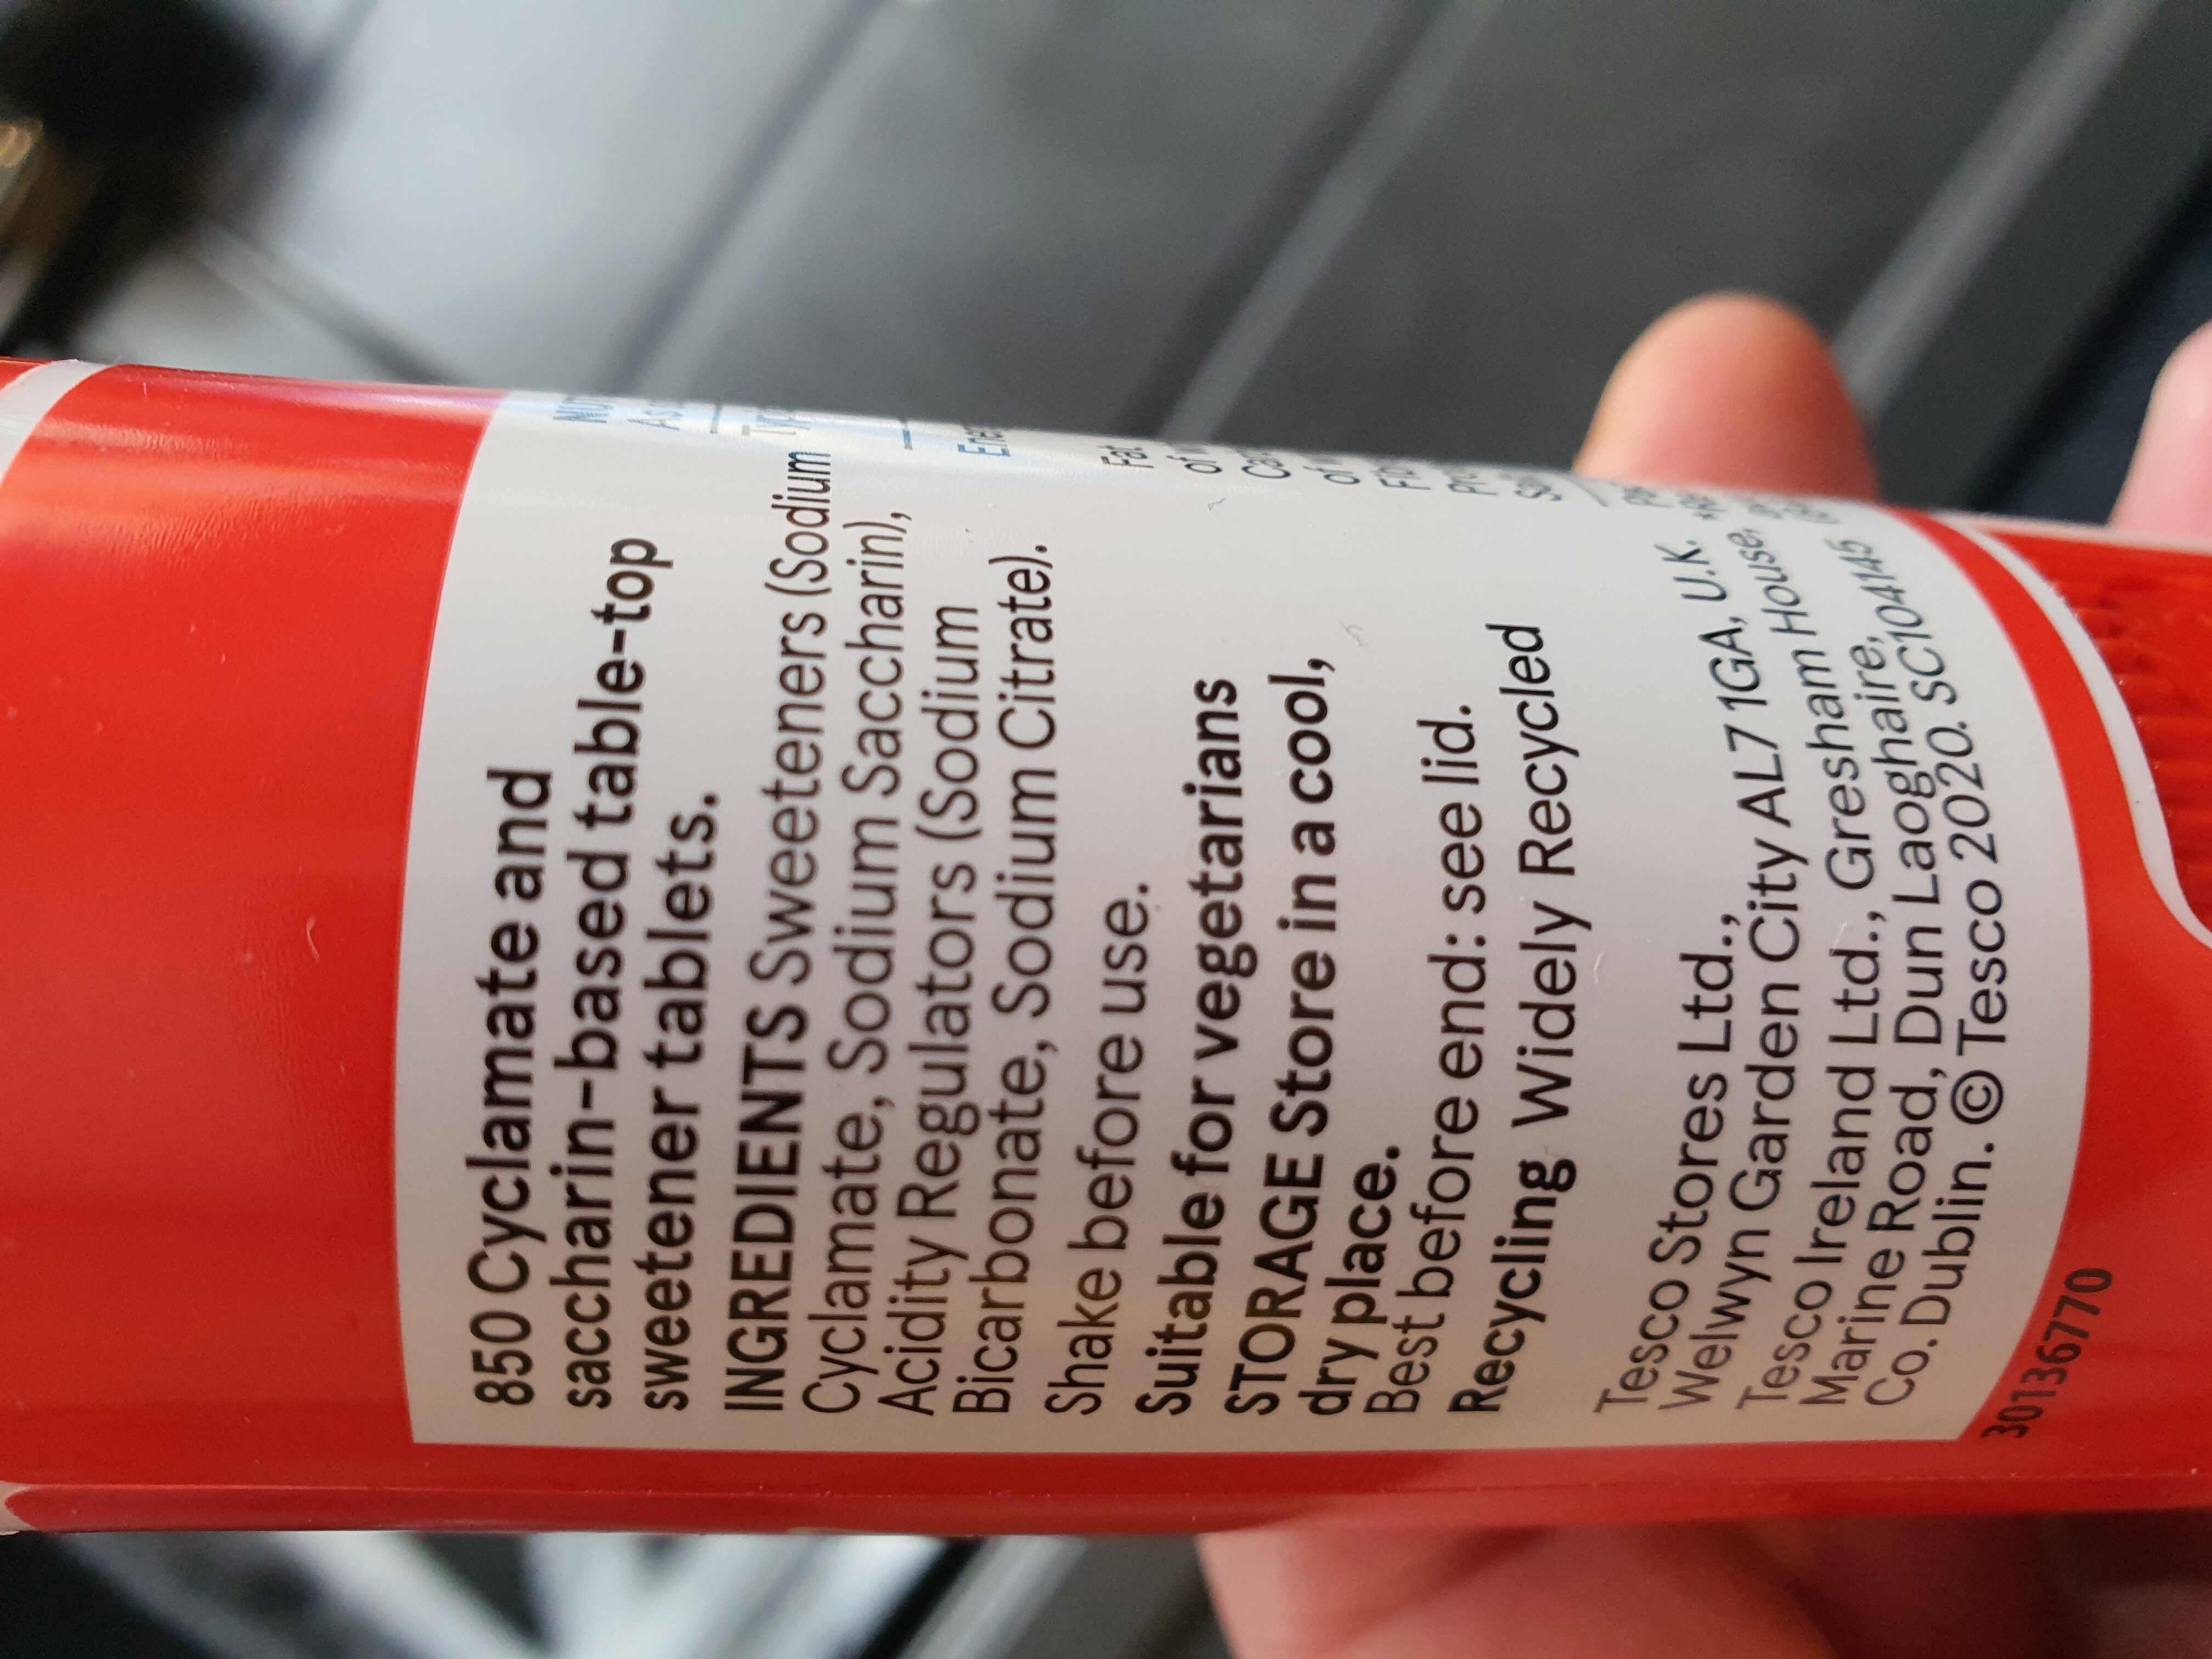 850 Cyclamate and
saccharin-based table-top
sweetener tablets.
INGREDIENTS Sweeteners (Sodium
Cyclamate, Sodium Saccharin),
Acidity Regulators (Sodium
Bicarbonate, Sodium Citrate).
Shake before use.
Suitable for vegetarians
STORAGE Store in a cool,
dry place.
Best before end: see lid.
Recycling Widely Recycled
Tesco Stores Ltd.,
Welwyn Garden City AL7 1GA, U.K.
Tesco Ireland Ltd., Gresham House,
Marine Road, Dun Laoghaire,
Co. Dublin. © Tesco 2020. SC104145
30136770
Fat
of